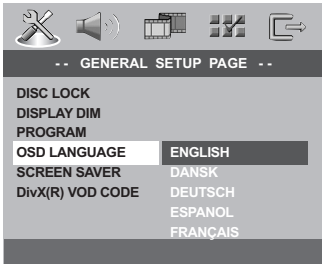 -- GENERAL SETUP PAGE --
DISC LOCK
DISPLAY DIM
PROGRAM
OSD LANGUAGE
SCREEN SAVER
DivX(R) VOD CODE
ENGLISH
DANSK
DEUTSCH
ESPANOL
FRANÇAIS